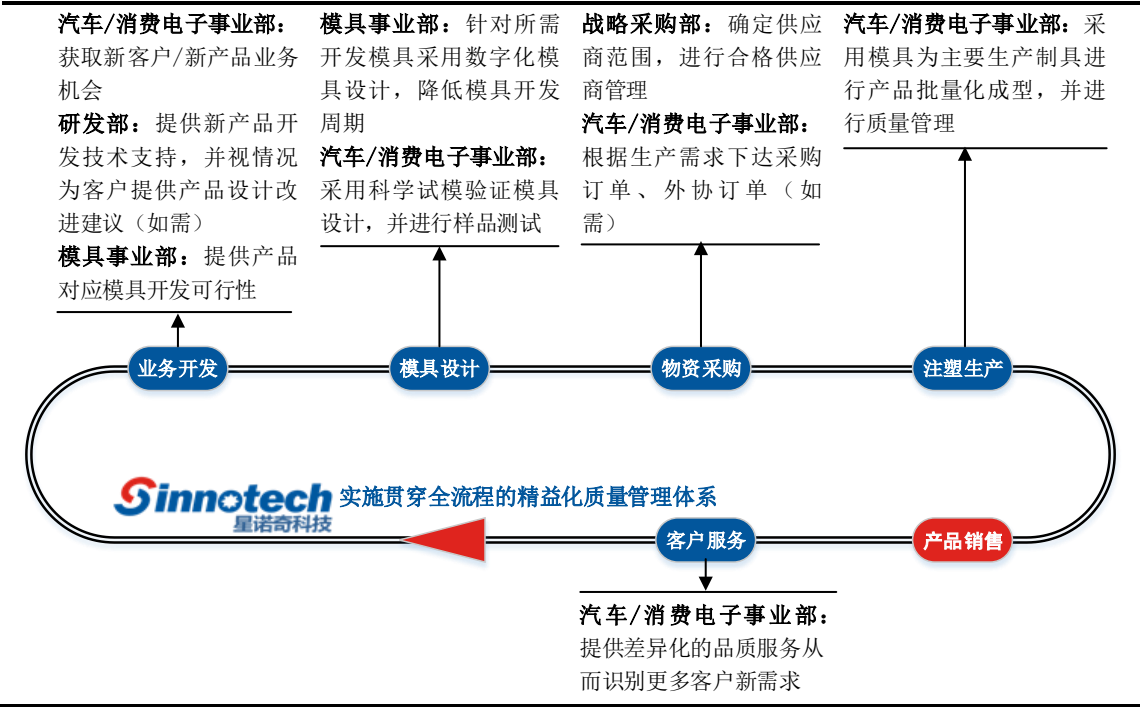 汽车/消费电子事业部：
获取新客户/新产品业务
机会
研发部：提供新产品开
发技术支持，并视情况
为客户提供产品设计改
进建议（如需）
模具事业部：提供产品
对应模具开发可行性
模具事业部：针对所需
开发模具采用数字化模
具设计，降低模具开发
周期
汽车/消费电子事业部：
采用科学试模验证模具
设计，并进行样品测试
战略采购部：确定供应
商范围，进行合格供应
商管理
汽车/消费电子事业部：
根据生产需求下达采购
订单、外协订单（如
需）
汽车/消费电子事业部：采
用模具为主要生产制具进
行产品批量化成型，并进
行质量管理
业务开发
模具设计
物资采购
注塑生产
Sinnotech
星诺奇科技
实施贯穿全流程的精益化质量管理体系
客户服务
产品销售
汽车/消费电子事业部：
提供差异化的品质服务从
而识别更多客户新需求